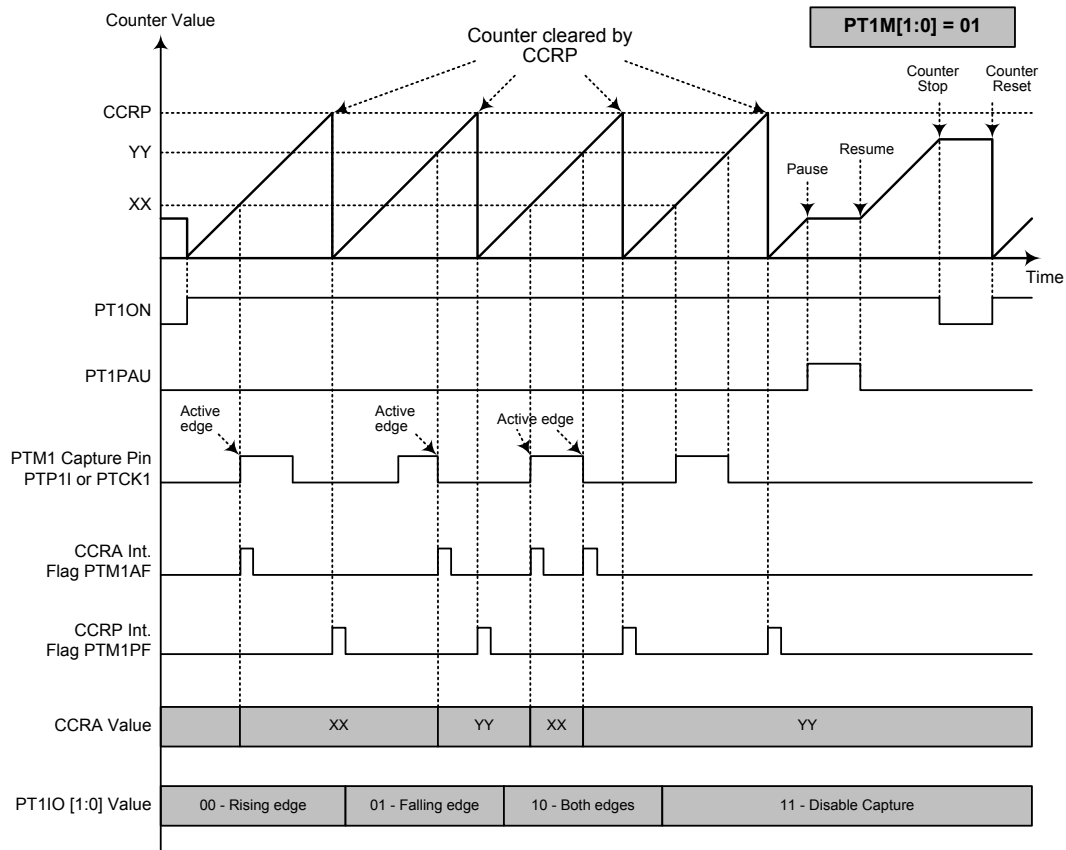 Counter Value
PT1M[1:0] = 01
Counter cleared by
CCRP
Counter
Stop
Counter
Reset
CCRP
YY
Pause
Resume
XX
Time
PT1ON
PT1PAU
Active
edge
Active
edge
Active edge
PTM1 Capture Pin
PTP1I or PTCK1
CCRA Int.
Flag PTM1AF
CCRP Int.
Flag PTM1PF
CCRA Value
XX
YY
XX
YY
PT1IO [1:0] Value
00 - Rising edge
01 - Falling edge
10 - Both edges
11 - Disable Capture